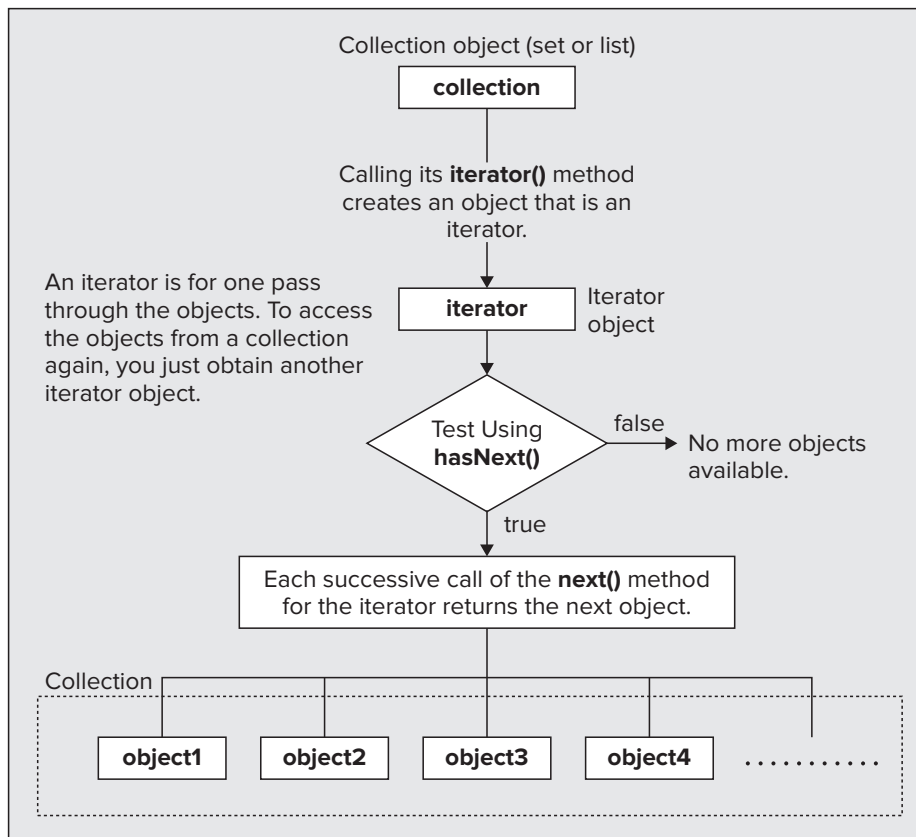 Collection object (set or list)
collection
Calling its iterator() method
creates an object that is an
iterator.
An iterator is for one pass
through the objects. To access
the objects from a collection
again, you just obtain another
iterator object.
iterator
Iterator
object
Test Using
hasNext()
false
No more objects
available.
true
Each successive call of the next() method
for the iterator returns the next object.
Collection
object1
object2
object3
object4
. . . . . . . . . . .